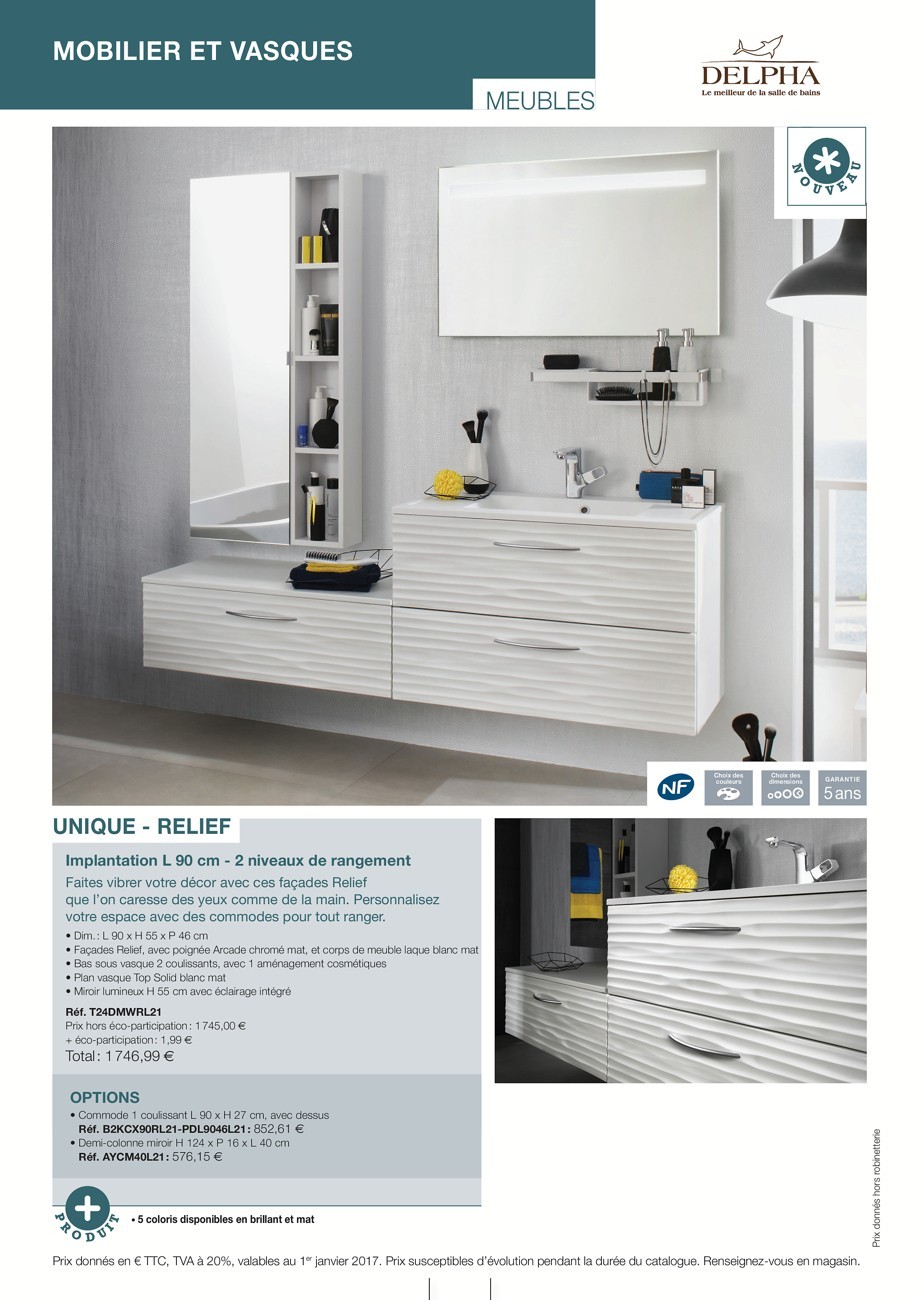 MOBILIER ET VASQUES
MEUBLES
DELPHA
Le meilleur de la salle de bains
NOUVEAU
NF
Choix des
couleurs
Choix des
dimensions
GARANTIE
5 ans
UNIQUE - RELIEF
Implantation L 90 cm - 2 niveaux de rangement
Faites vibrer votre décor avec ces façades Relief
que l’on caresse des yeux comme de la main. Personnalisez
votre espace avec des commodes pour tout ranger.
• Dim. : L 90 x H 55 x P 46 cm
• Façades Relief, avec poignée Arcade chromé mat, et corps de meuble laque blanc mat
• Bas sous vasque 2 coulissants, avec 1 aménagement cosmétiques
• Plan vasque Top Solid blanc mat
• Miroir lumineux H 55 cm avec éclairage intégré
Réf. T24DMWRL21
Prix hors éco-participation : 1 745,00 €
+ éco-participation : 1,99 €
Total : 1 746,99 €
OPTIONS
• Commode 1 coulissant L 90 x H 27 cm, avec dessus
Réf. B2KCX90RL21-PDL9046L21 : 852,61 €
• Demi-colonne miroir H 124 x P 16 x L 40 cm
Réf. AYCM40L21 : 576,15 €
+
PRODUIT
• 5 coloris disponibles en brillant et mat
Prix donnés hors robinetterie
Prix donnés en € TTC, TVA à 20%, valables au 1er janvier 2017. Prix susceptibles d’évolution pendant la durée du catalogue. Renseignez-vous en magasin.